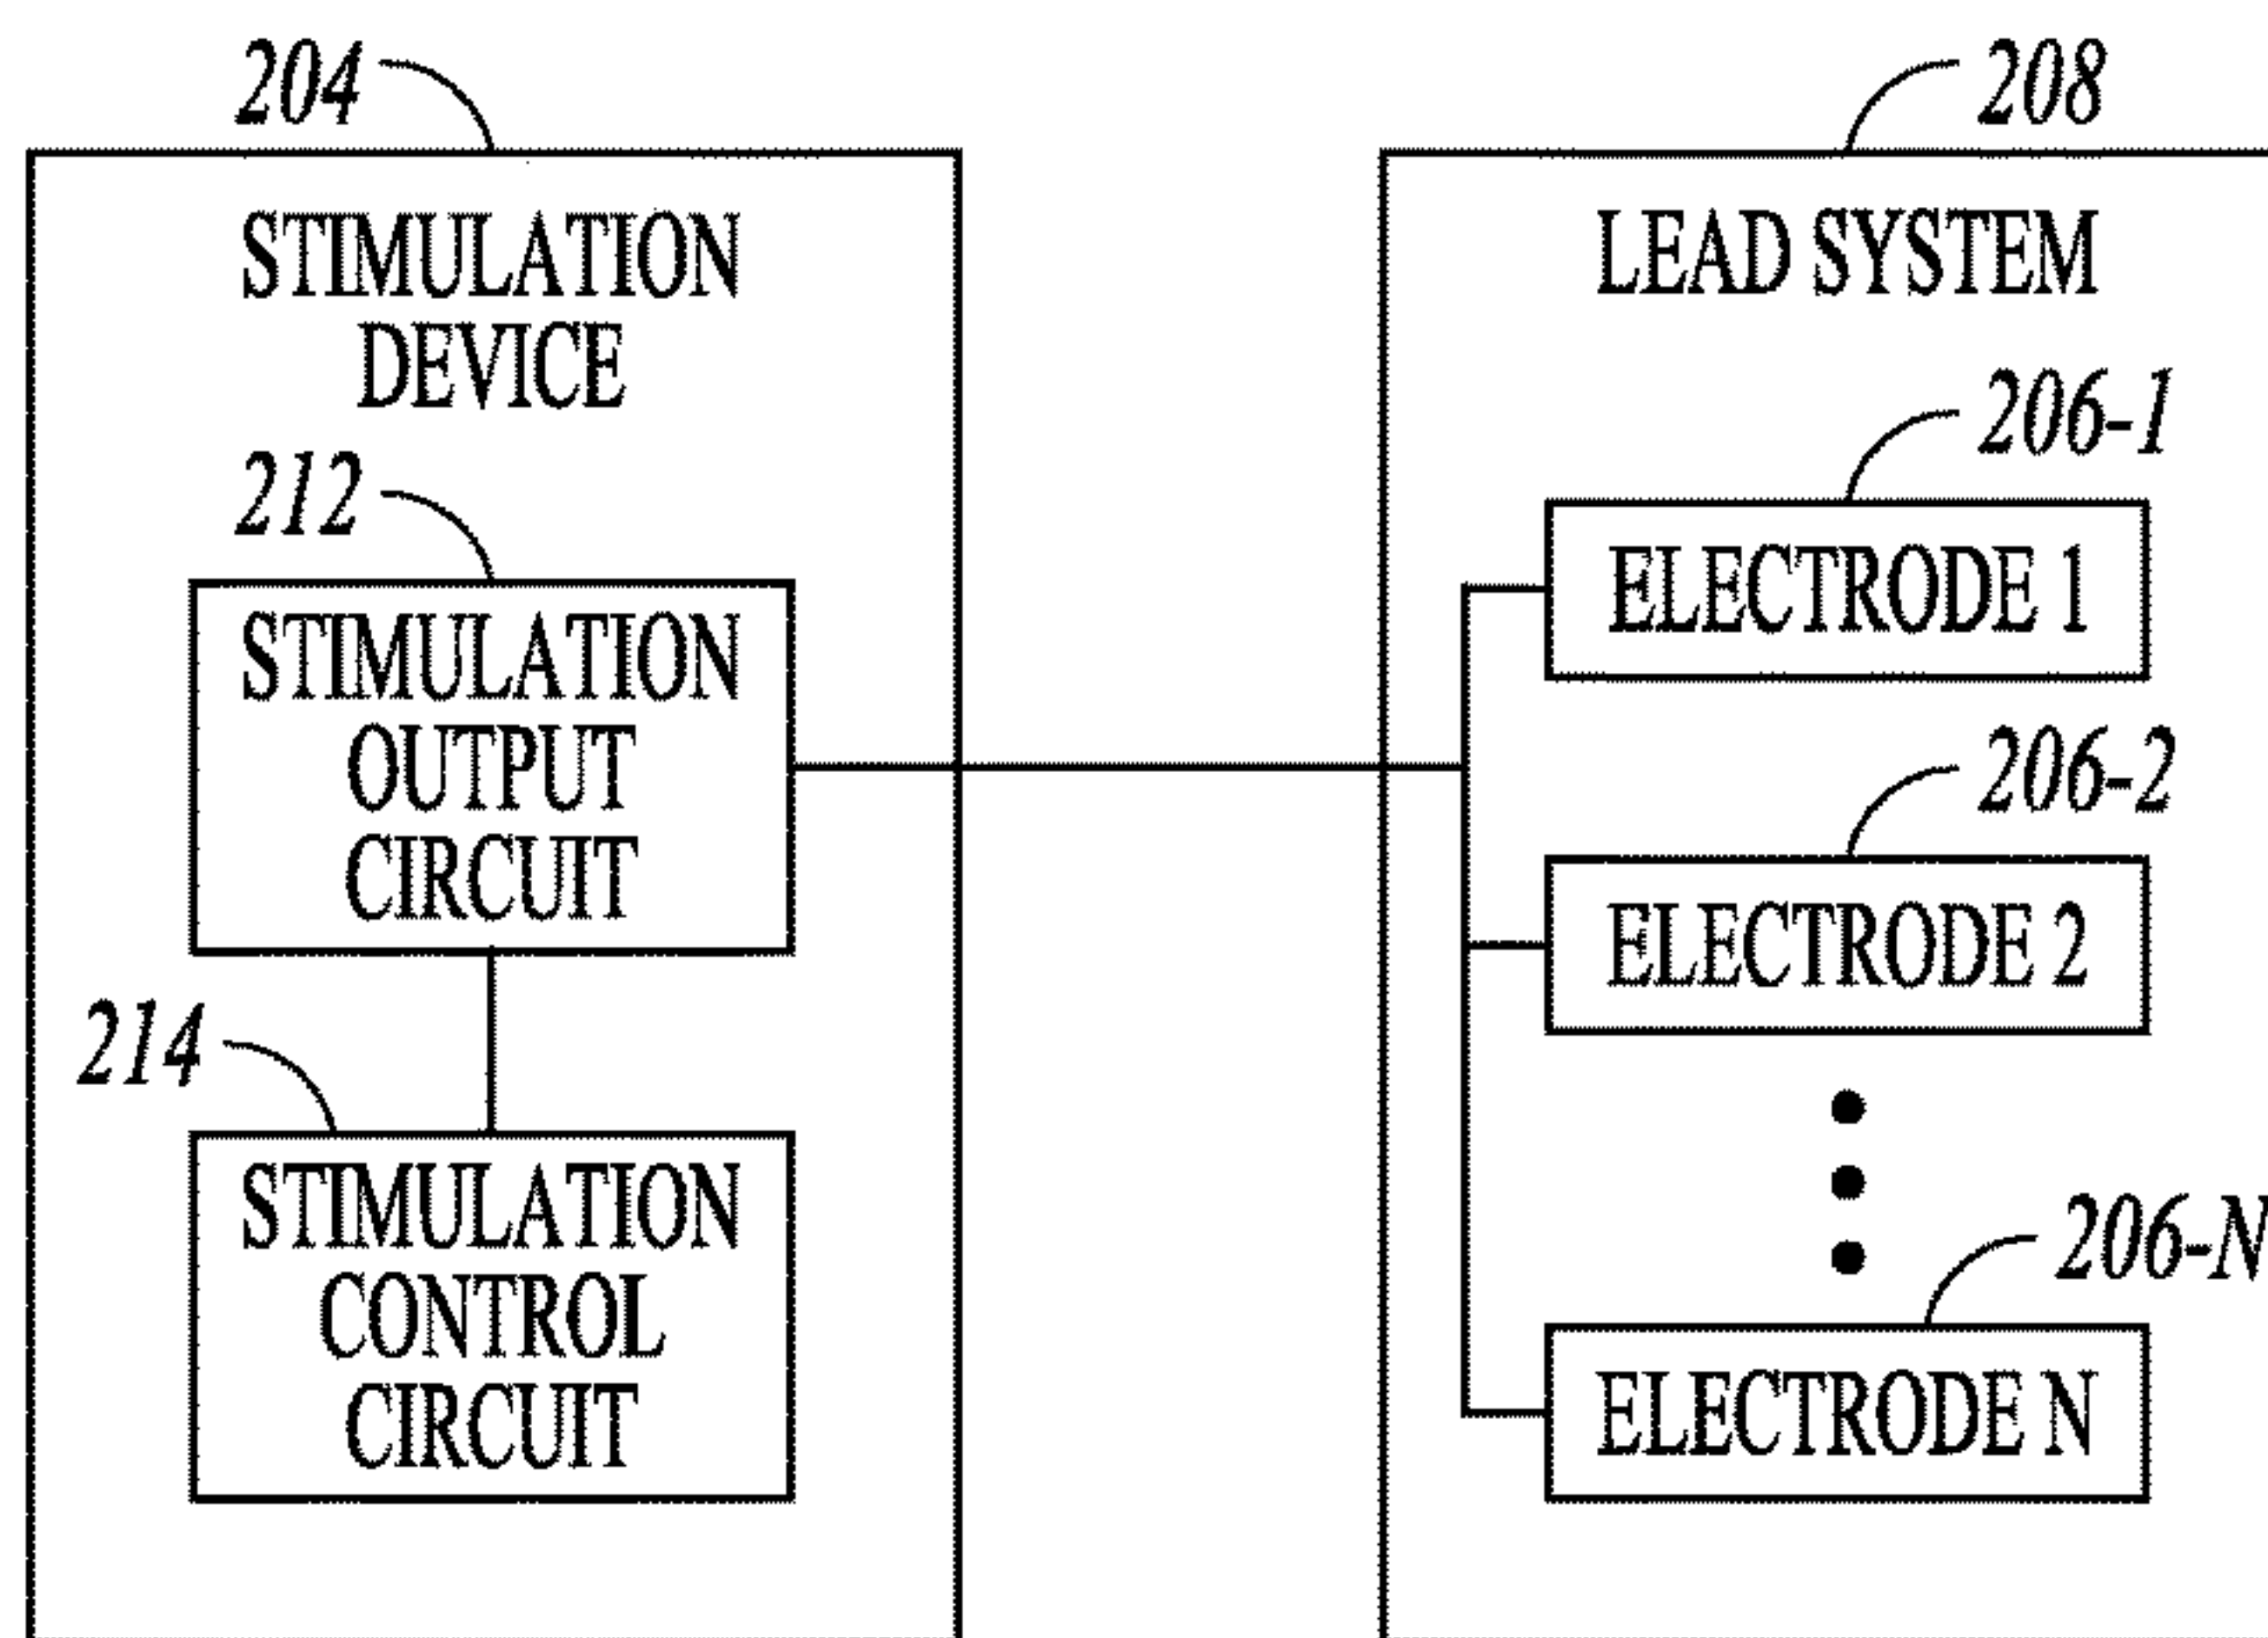 204
STIMULATION
DEVICE
212
STIMULATION
OUTPUT
CIRCUIT
214
STIMULATION
CONTROL
CIRCUIT
208
LEAD SYSTEM
206-1
ELECTRODE 1
206-2
ELECTRODE 2
206-N
ELECTRODE N